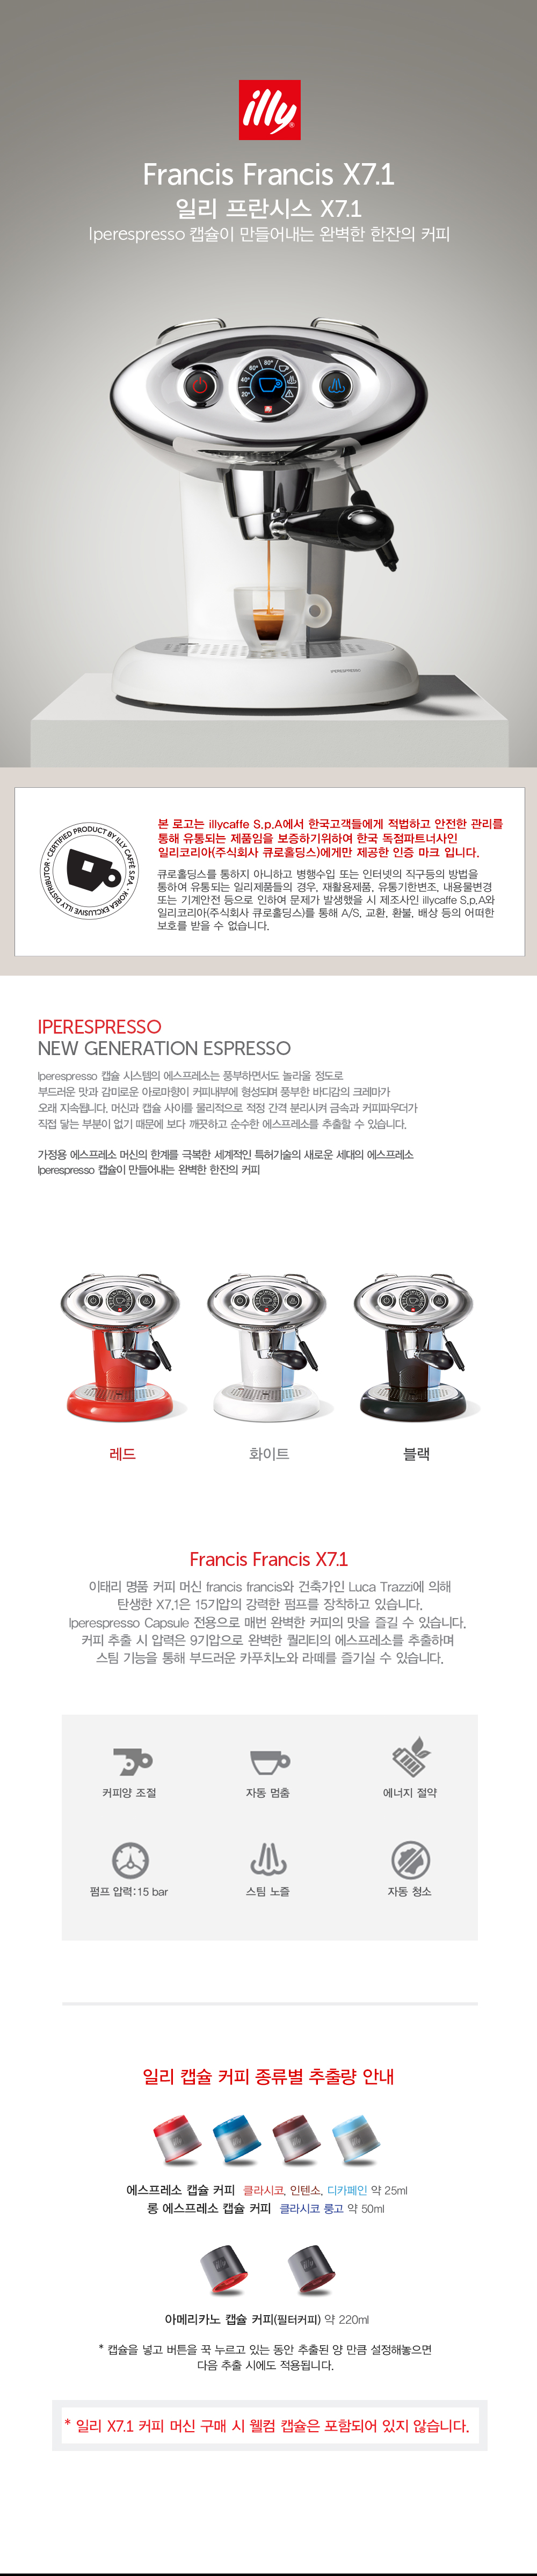 illy
Francis Francis X7.1
일리 프란시스 X7.1
Iperespresso 캡슐이 만들어내는 완벽한 한잔의 커피
20°
40°
60°
80°
illy
IPERESPRESSO
CERTIFIED PRODUCT BY ILLY CAFFÈ S.P.A. · KOREA EXCLUSIVE ILLY DISTRIBUTOR ·
본 로고는 illycaffe S.p.A에서 한국고객들에게 적법하고 안전한 관리를
통해 유통되는 제품임을 보증하기위하여 한국 독점파트너사인
일리코리아(주식회사 큐로홀딩스)에게만 제공한 인증 마크 입니다.
큐로홀딩스를 통하지 아니하고 병행수입 또는 인터넷의 직구등의 방법을
통하여 유통되는 일리제품들의 경우, 재활용제품, 유통기한변조, 내용물변경
또는 기계안전 등으로 인하여 문제가 발생했을 시 제조사인 illycaffe S.p.A와
일리코리아(주식회사 큐로홀딩스)를 통해 A/S, 교환, 환불, 배상 등의 어떠한
보호를 받을 수 없습니다.
IPERESPRESSO
NEW GENERATION ESPRESSO
Iperespresso 캡슐 시스템의 에스프레소는 풍부하면서도 놀라울 정도로
부드러운 맛과 감미로운 아로마향이 커피내부에 형성되며 풍부한 바디감의 크레마가
오래 지속됩니다. 머신과 캡슐 사이를 물리적으로 적정 간격 분리시켜 금속과 커피파우더가
직접 닿는 부분이 없기 때문에 보다 깨끗하고 순수한 에스프레소를 추출할 수 있습니다.
가정용 에스프레소 머신의 한계를 극복한 세계적인 특허기술의 새로운 세대의 에스프레소
Iperespresso 캡슐이 만들어내는 완벽한 한잔의 커피
레드
화이트
블랙
Francis Francis X7.1
이태리 명품 커피 머신 francis francis와 건축가인 Luca Trazzi에 의해
탄생한 X7.1은 15기압의 강력한 펌프를 장착하고 있습니다.
Iperespresso Capsule 전용으로 매번 완벽한 커피의 맛을 즐길 수 있습니다.
커피 추출 시 압력은 9기압으로 완벽한 퀄리티의 에스프레소를 추출하며
스팀 기능을 통해 부드러운 카푸치노와 라떼를 즐기실 수 있습니다.
커피양 조절
자동 멈춤
에너지 절약
펌프 압력:15 bar
스팀 노즐
자동 청소
일리 캡슐 커피 종류별 추출량 안내
illy
illy
illy
illy
에스프레소 캡슐 커피 클라시코, 인텐소, 디카페인 약 25ml
롱 에스프레소 캡슐 커피 클라시코 룽고 약 50ml
illy
illy
아메리카노 캡슐 커피(필터커피) 약 220ml
* 캡슐을 넣고 버튼을 꾹 누르고 있는 동안 추출된 양 만큼 설정해놓으면
다음 추출 시에도 적용됩니다.
* 일리 X7.1 커피 머신 구매 시 웰컴 캡슐은 포함되어 있지 않습니다.